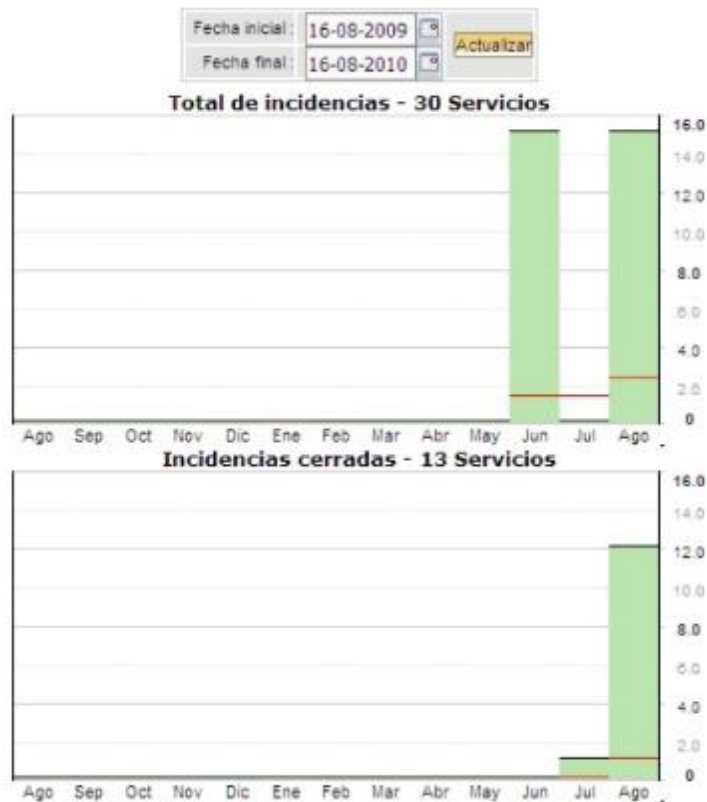 Fecha inicial: 16-08-2009
Actualizar
Fecha final: 16-08-2010
Total de incidencias - 30 Servicios
16.0
14.0
12.0
10.0
8.0
6.0
4.0
2.0
0
Ago Sep Oct Nov Dic Ene Feb Mar Abr May Jun Jul Ago
Incidencias cerradas - 13 Servicios
16.0
14.0
12.0
10.0
8.0
6.0
4.0
2.0
0
Ago Sep Oct Nov Dic Ene Feb Mar Abr May Jun Jul Ago